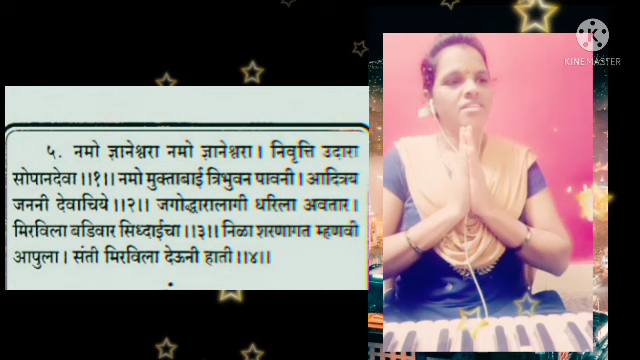 ५. नमो ज्ञानेश्वरा नमो ज्ञानेश्वरा। निवृत्ति उदारा
सोपानदेवा।।१।। नमो मुक्ताबाई त्रिभुवन पावनी। आदित्रय
जननी देवाचिये।।२।। जगोद्धारालागी धरिला अवतार।
मिरविला बडिवार सिध्दाईचा।।३।। निळा शरणागत म्हणवी
आपुला। संती मिरविला देऊनी हाती।।४।।
K
KINEMASTER